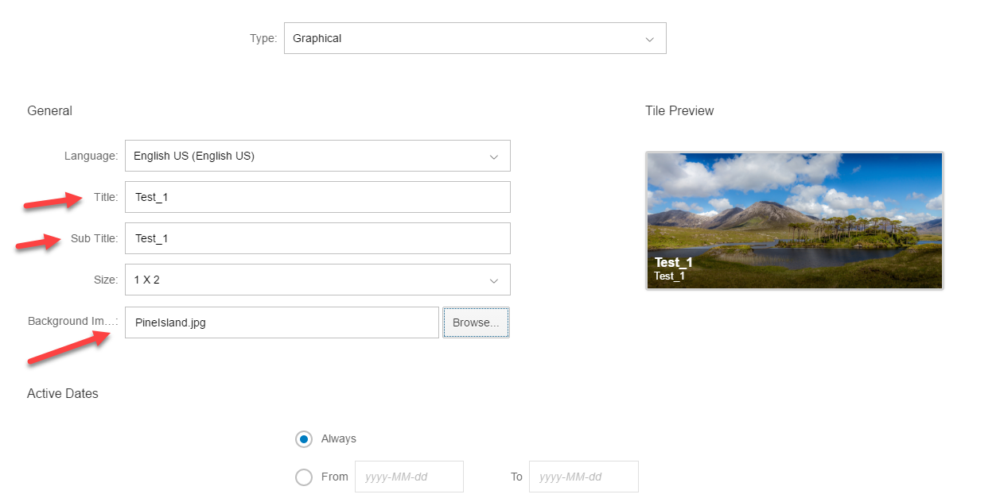 Type: Graphical
General
Tile Preview
Language: English US (English US)
Title: Test_1
Sub Title: Test_1
Size: 1 X 2
Background Im...: PineIsland.jpg Browse...
Test_1
Test_1
Active Dates
Always
From yyyy-MM-dd To yyyy-MM-dd